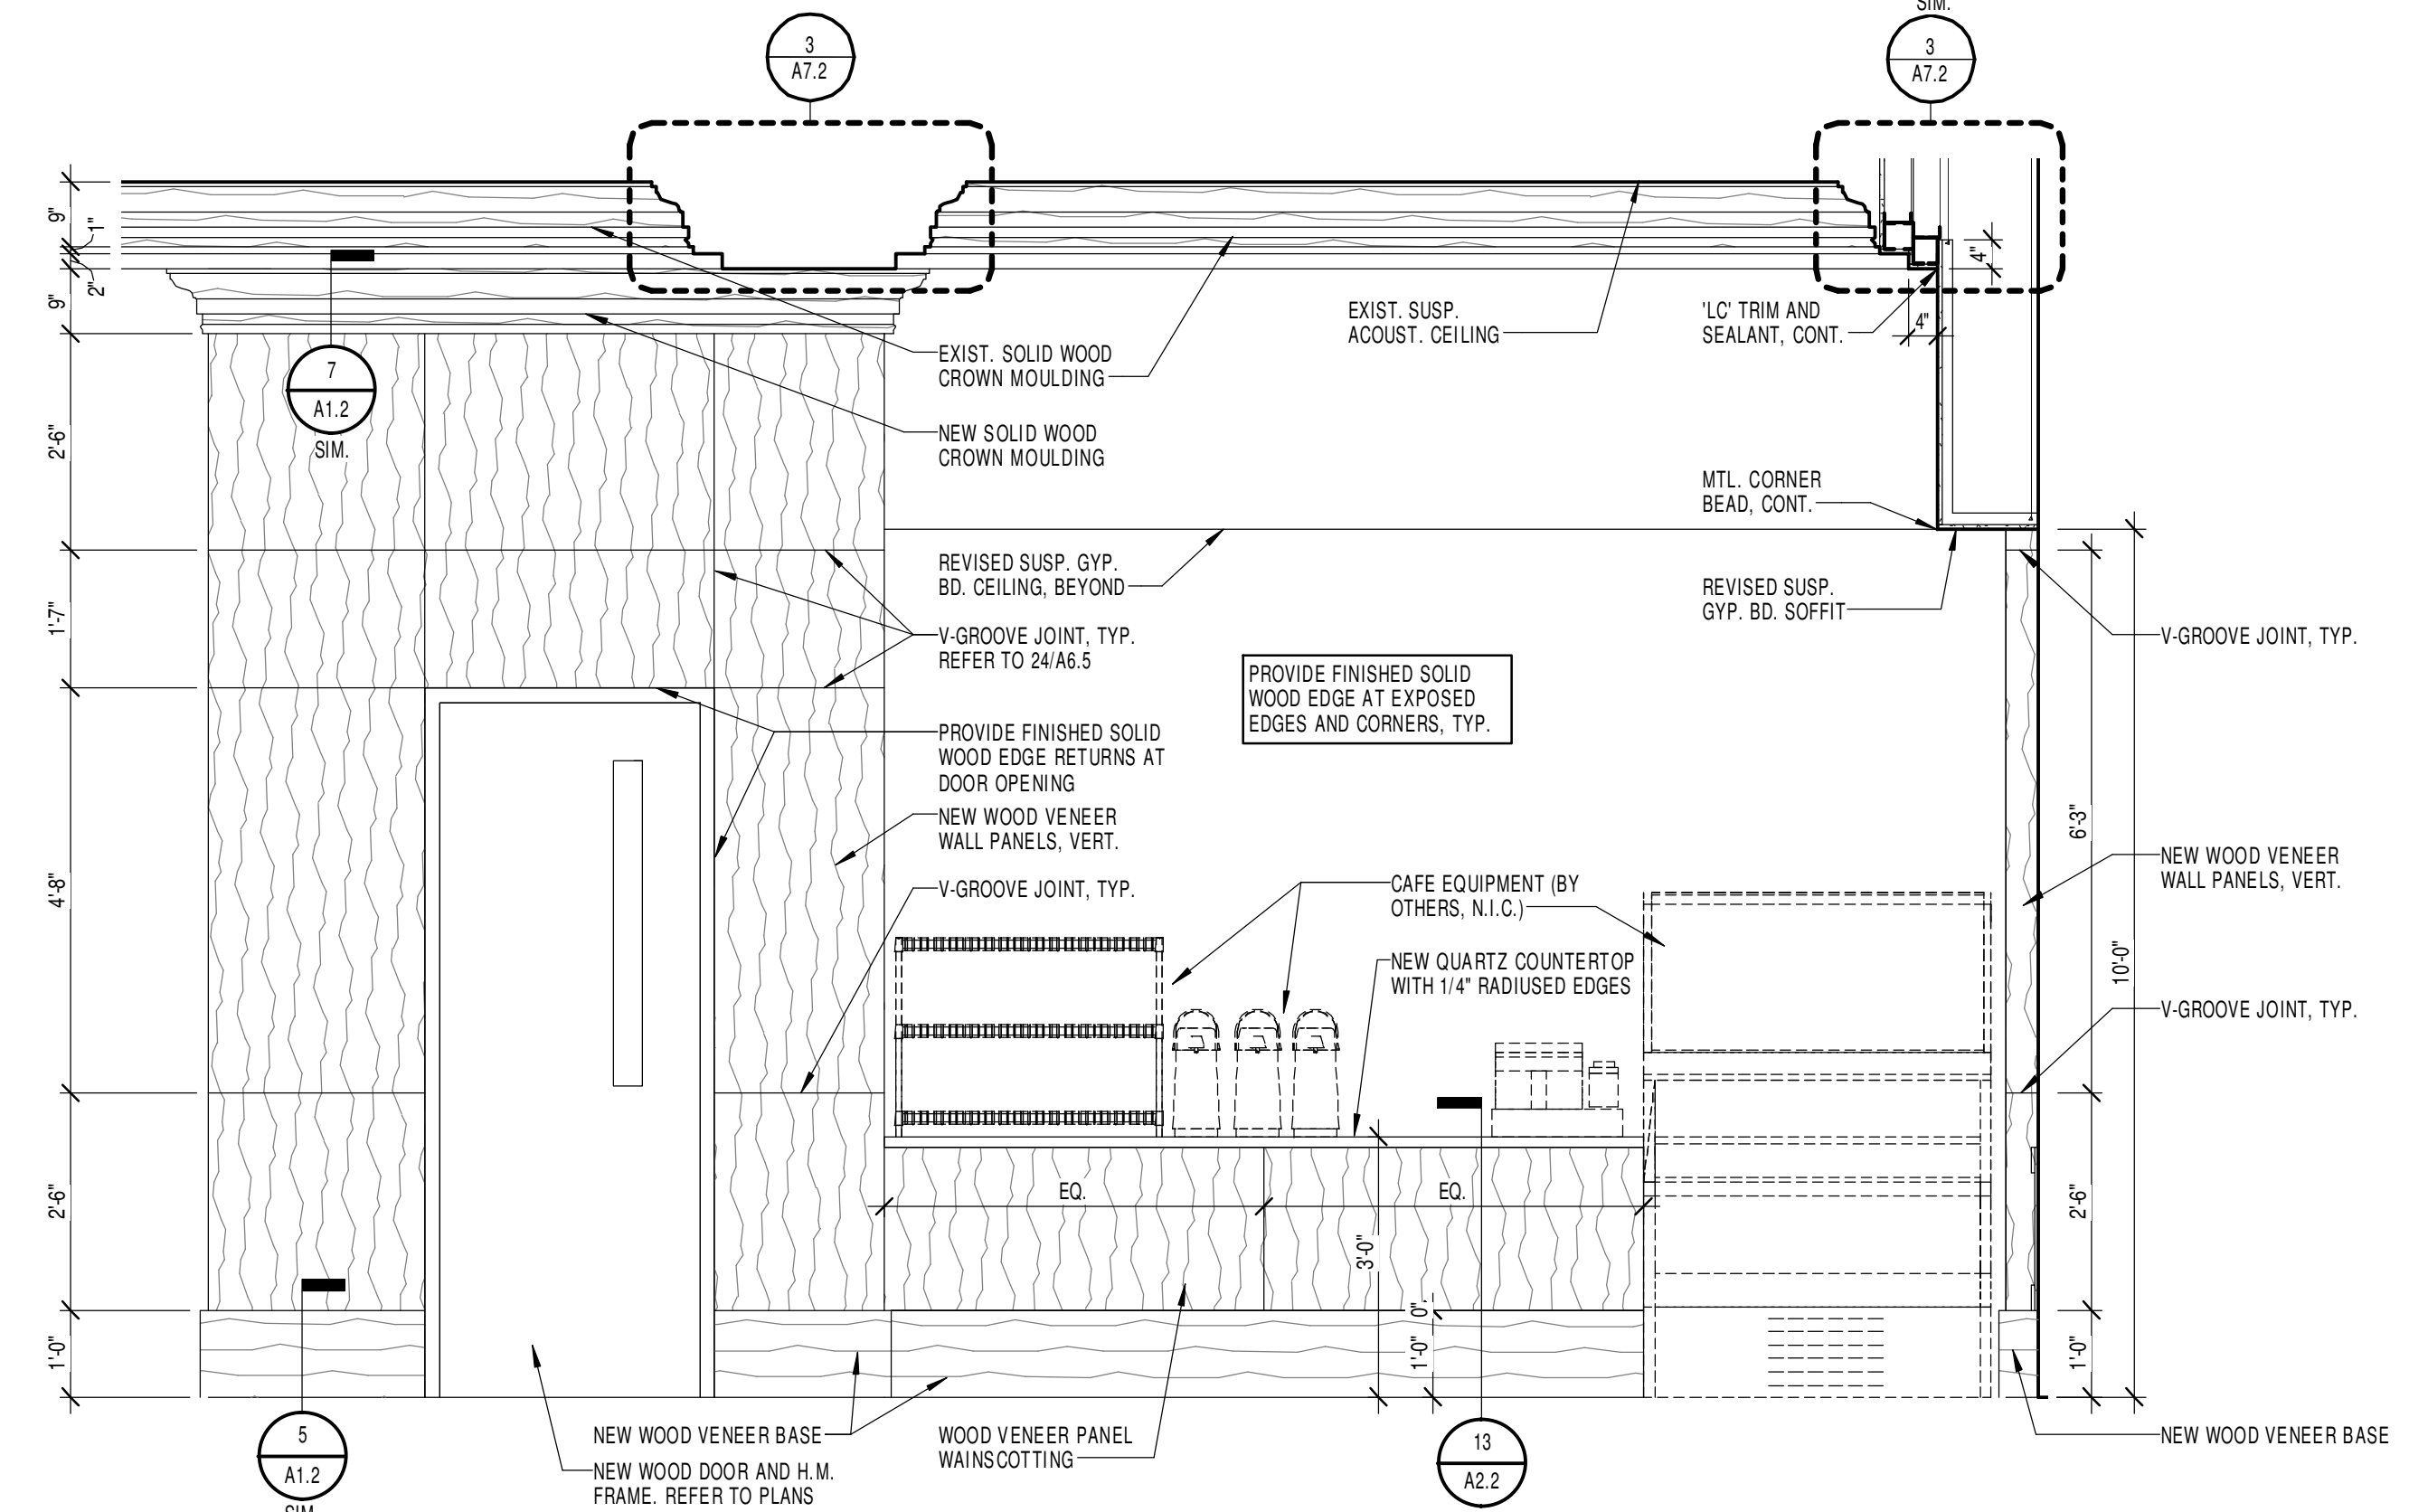 SIM.
3
A7.2
3
A7.2
9"
1"
2"
9"
2'-6"
1'-7"
4'-8"
2'-6"
1'-0"
7
A1.2
SIM.
EXIST. SOLID WOOD
CROWN MOULDING
NEW SOLID WOOD
CROWN MOULDING
EXIST. SUSP.
ACOUST. CEILING
'LC' TRIM AND
SEALANT, CONT.
4"
4"
MTL. CORNER
BEAD, CONT.
REVISED SUSP. GYP.
BD. CEILING, BEYOND
REVISED SUSP.
GYP. BD. SOFFIT
V-GROOVE JOINT, TYP.
REFER TO 24/A6.5
V-GROOVE JOINT, TYP.
PROVIDE FINISHED SOLID
WOOD EDGE AT EXPOSED
EDGES AND CORNERS, TYP.
PROVIDE FINISHED SOLID
WOOD EDGE RETURNS AT
DOOR OPENING
NEW WOOD VENEER
WALL PANELS, VERT.
V-GROOVE JOINT, TYP.
CAFE EQUIPMENT (BY
OTHERS, N.I.C.)
NEW QUARTZ COUNTERTOP
WITH 1/4" RADIUSED EDGES
6'-3"
10'-0"
NEW WOOD VENEER
WALL PANELS, VERT.
V-GROOVE JOINT, TYP.
EQ.
EQ.
3'-0"
0"
1'-0"
2'-6"
1'-0"
5
A1.2
SIM.
NEW WOOD VENEER BASE
NEW WOOD DOOR AND H.M.
FRAME. REFER TO PLANS
WOOD VENEER PANEL
WAINSCOTTING
13
A2.2
NEW WOOD VENEER BASE